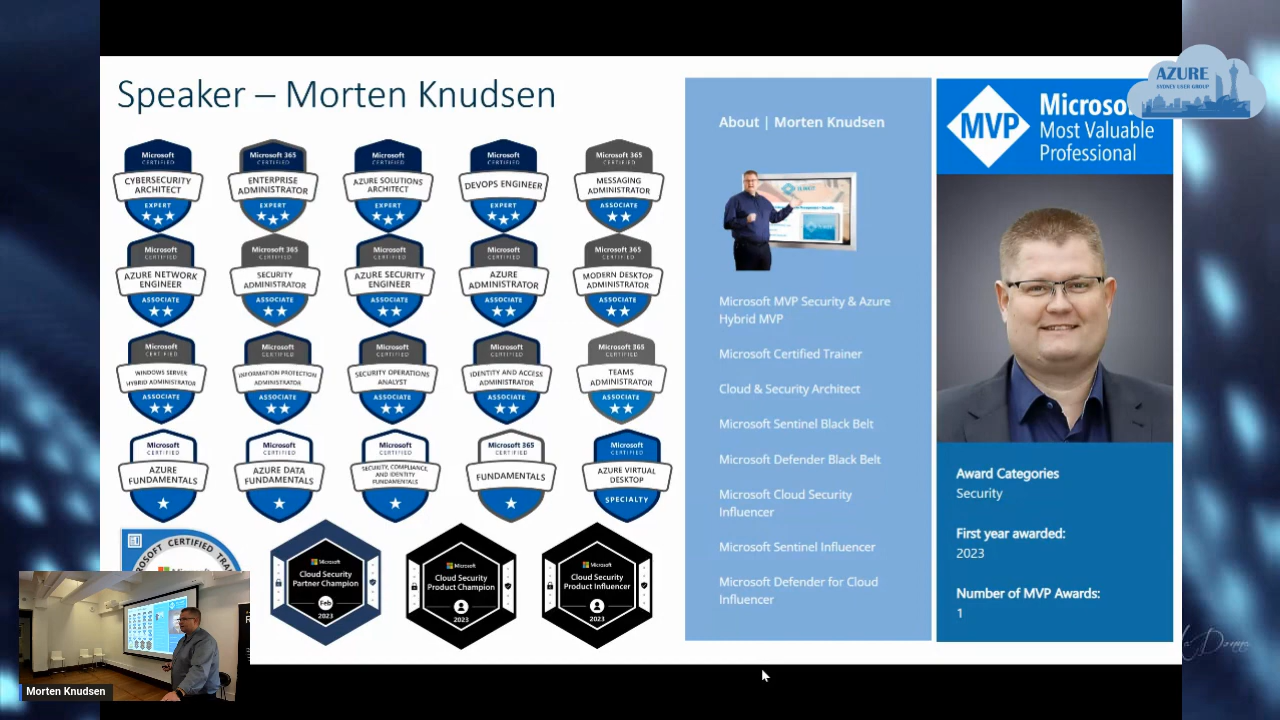 Speaker – Morten Knudsen
Microsoft
CERTIFIED
CYBERSECURITY
ARCHITECT
EXPERT
Microsoft 365
CERTIFIED
ENTERPRISE
ADMINISTRATOR
EXPERT
Microsoft
CERTIFIED
AZURE SOLUTIONS
ARCHITECT
EXPERT
Microsoft
CERTIFIED
DEVOPS ENGINEER
EXPERT
Microsoft 365
CERTIFIED
MESSAGING
ADMINISTRATOR
ASSOCIATE
Microsoft
CERTIFIED
AZURE NETWORK
ENGINEER
ASSOCIATE
Microsoft 365
CERTIFIED
SECURITY
ADMINISTRATOR
ASSOCIATE
Microsoft
CERTIFIED
AZURE SECURITY
ENGINEER
ASSOCIATE
Microsoft
CERTIFIED
AZURE
ADMINISTRATOR
ASSOCIATE
Microsoft 365
CERTIFIED
MODERN DESKTOP
ADMINISTRATOR
ASSOCIATE
Microsoft
CERTIFIED
WINDOWS SERVER
HYBRID ADMINISTRATOR
ASSOCIATE
Microsoft
CERTIFIED
INFORMATION PROTECTION
ADMINISTRATOR
ASSOCIATE
Microsoft
CERTIFIED
SECURITY OPERATIONS
ANALYST
ASSOCIATE
Microsoft
CERTIFIED
IDENTITY AND ACCESS
ADMINISTRATOR
ASSOCIATE
Microsoft 365
CERTIFIED
TEAMS
ADMINISTRATOR
ASSOCIATE
Microsoft
CERTIFIED
AZURE
FUNDAMENTALS
Microsoft
CERTIFIED
AZURE DATA
FUNDAMENTALS
Microsoft
CERTIFIED
SECURITY, COMPLIANCE,
AND IDENTITY
FUNDAMENTALS
Microsoft 365
CERTIFIED
FUNDAMENTALS
Microsoft
CERTIFIED
AZURE VIRTUAL
DESKTOP
SPECIALTY
OSOFT CERTIFIED TRA
Microsoft
Cloud Security
Partner Champion
Feb
2023
Microsoft
Cloud Security
Product Champion
2023
Microsoft
Cloud Security
Product Influencer
2023
Morten Knudsen
About | Morten Knudsen
Microsoft MVP Security & Azure
Hybrid MVP
Microsoft Certified Trainer
Cloud & Security Architect
Microsoft Sentinel Black Belt
Microsoft Defender Black Belt
Microsoft Cloud Security
Influencer
Microsoft Sentinel Influencer
Microsoft Defender for Cloud
Influencer
MVP
Microso
Most Valuable
Professional
AZURE
SYDNEY USER GROUP
Award Categories
Security
First year awarded:
2023
Number of MVP Awards:
1